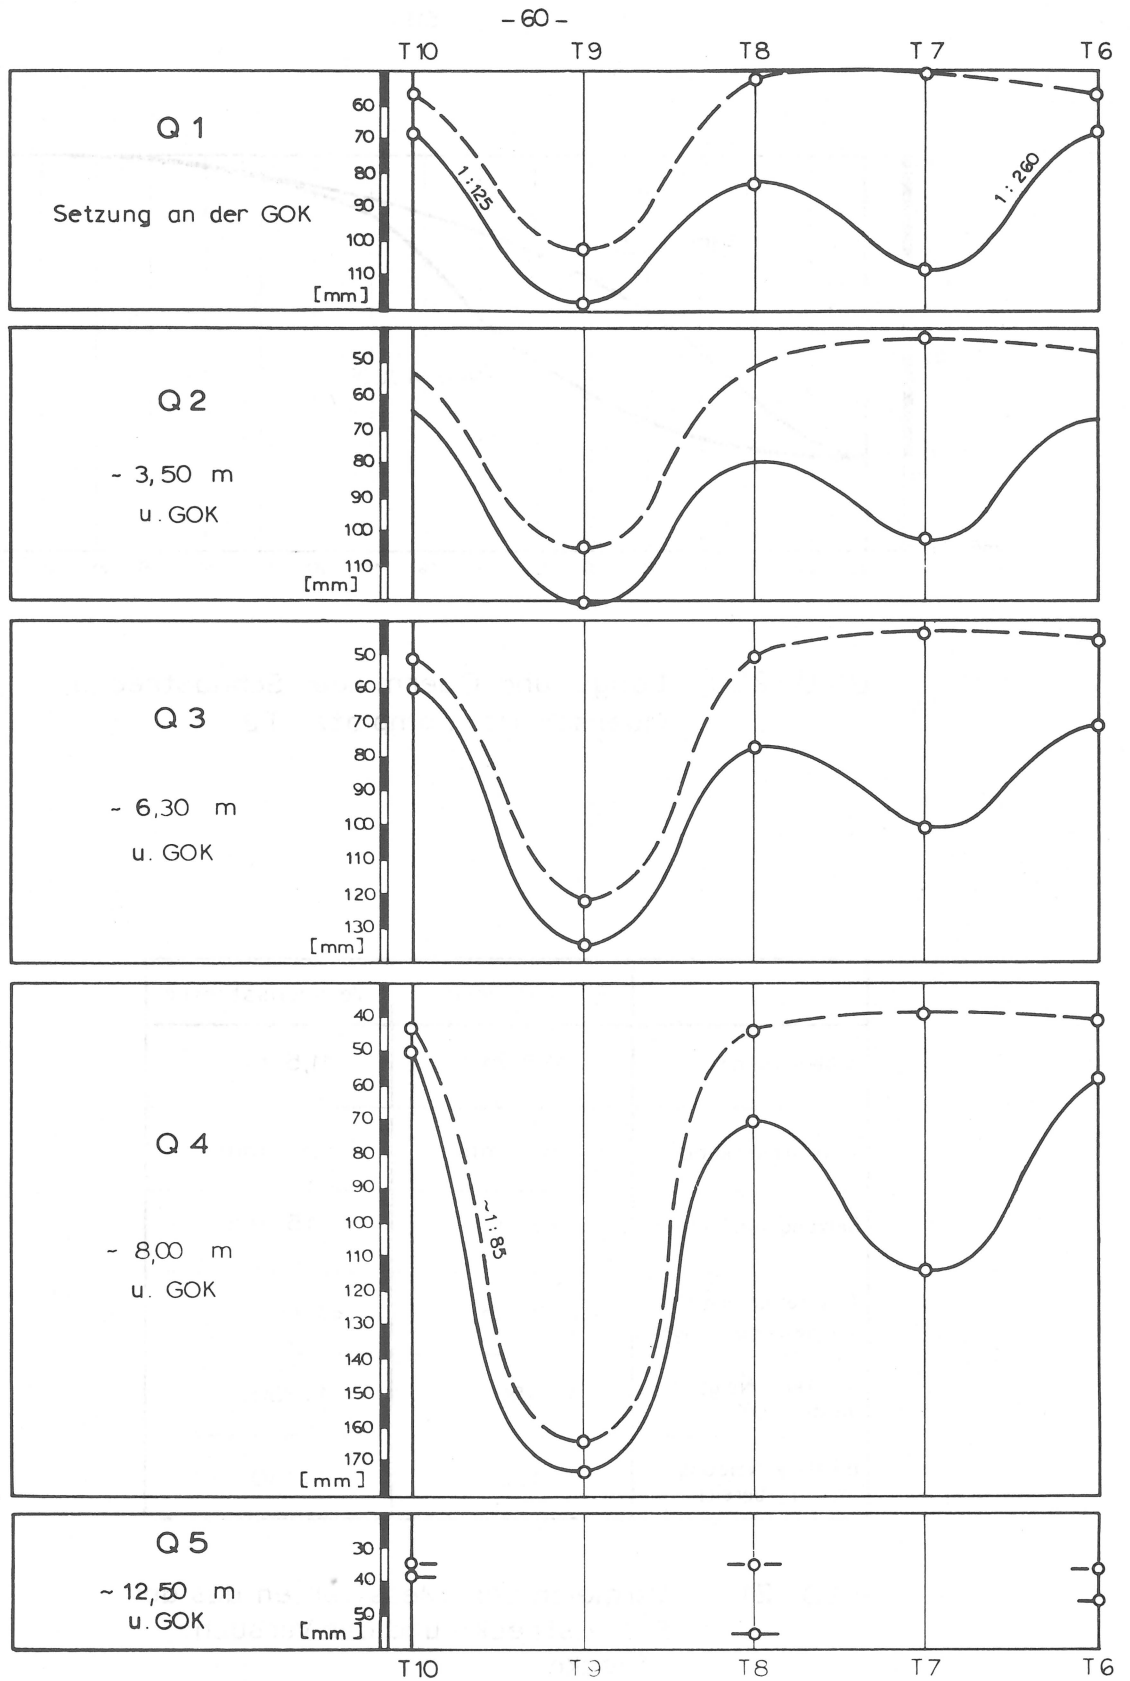 -60-
T10 T9 T8 T7 T6
Q 1
Setzung an der GOK
60
70
80
90
100
110
[mm]
1:125
1:260
Q 2
~ 3,50 m
u. GOK
50
60
70
80
90
100
110
[mm]
Q 3
~ 6,30 m
u. GOK
50
60
70
80
90
100
110
120
130
[mm]
Q 4
~ 8,00 m
u. GOK
40
50
60
70
80
90
100
110
120
130
140
150
160
170
[mm]
~1:85
Q 5
~ 12,50 m
u. GOK
30
40
50
[mm]
T10 T9 T8 T7 T6